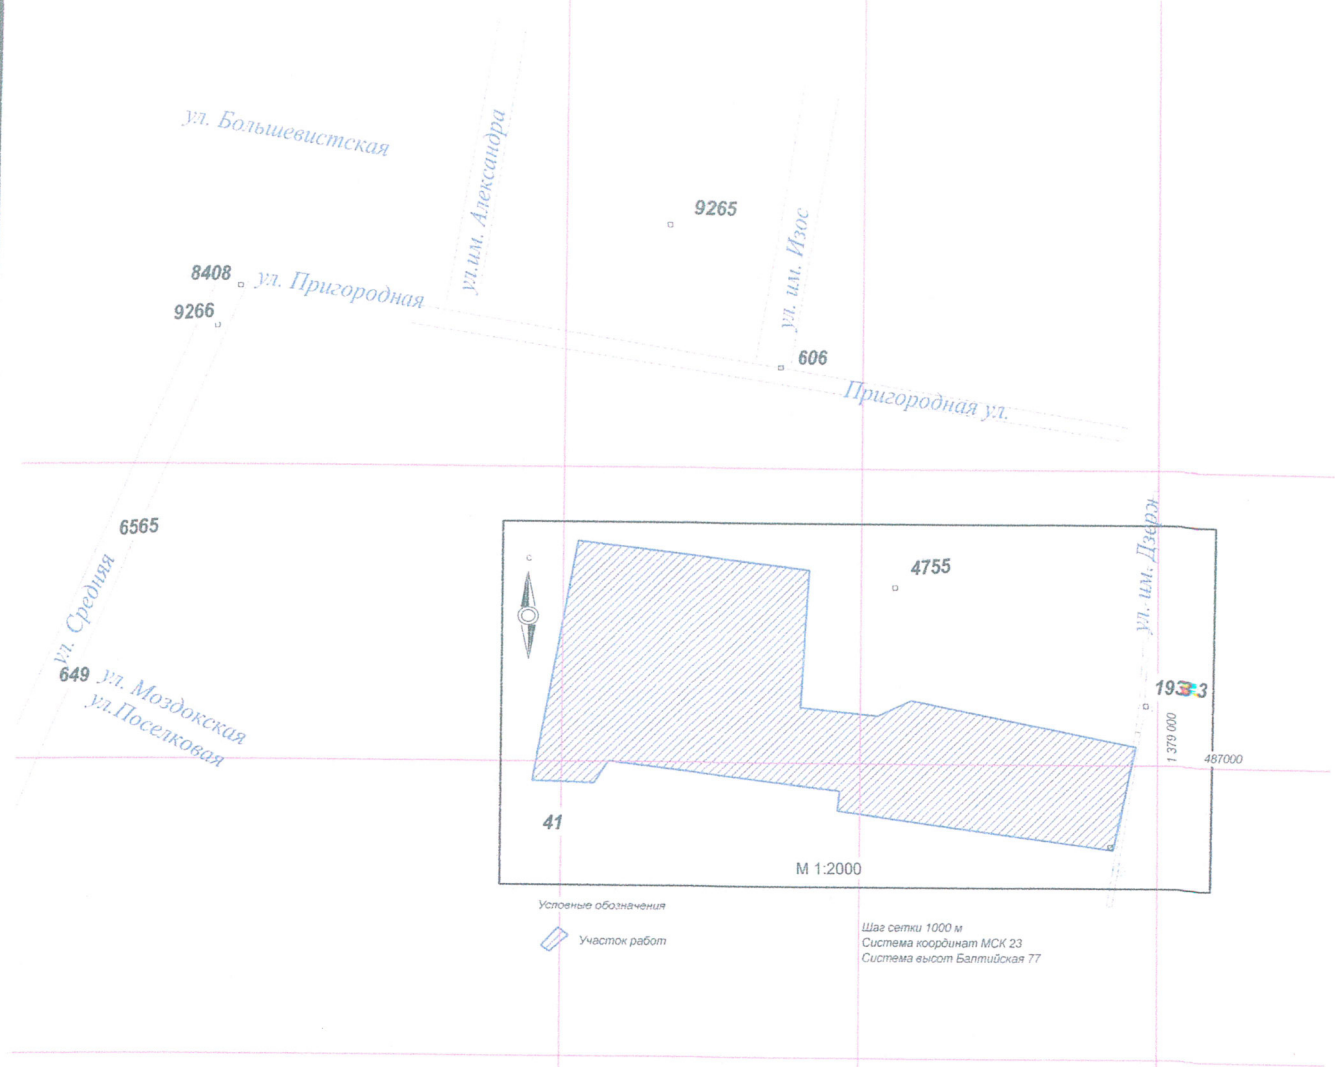 ул. Большевистская
ул.им. Александра
9265
ул. им. Изос
8408
ул. Пригородная
9266
606
Пригородная ул.
6565
ул. Средняя
649
ул. Моздокская
ул.Поселковая
с
4755
ул. им. Дзерж
1 379 000
487000
41
М 1:2000
Условные обозначения
Участок работ
Шаг сетки 1000 м
Система координат МСК 23
Система высот Балтийская 77